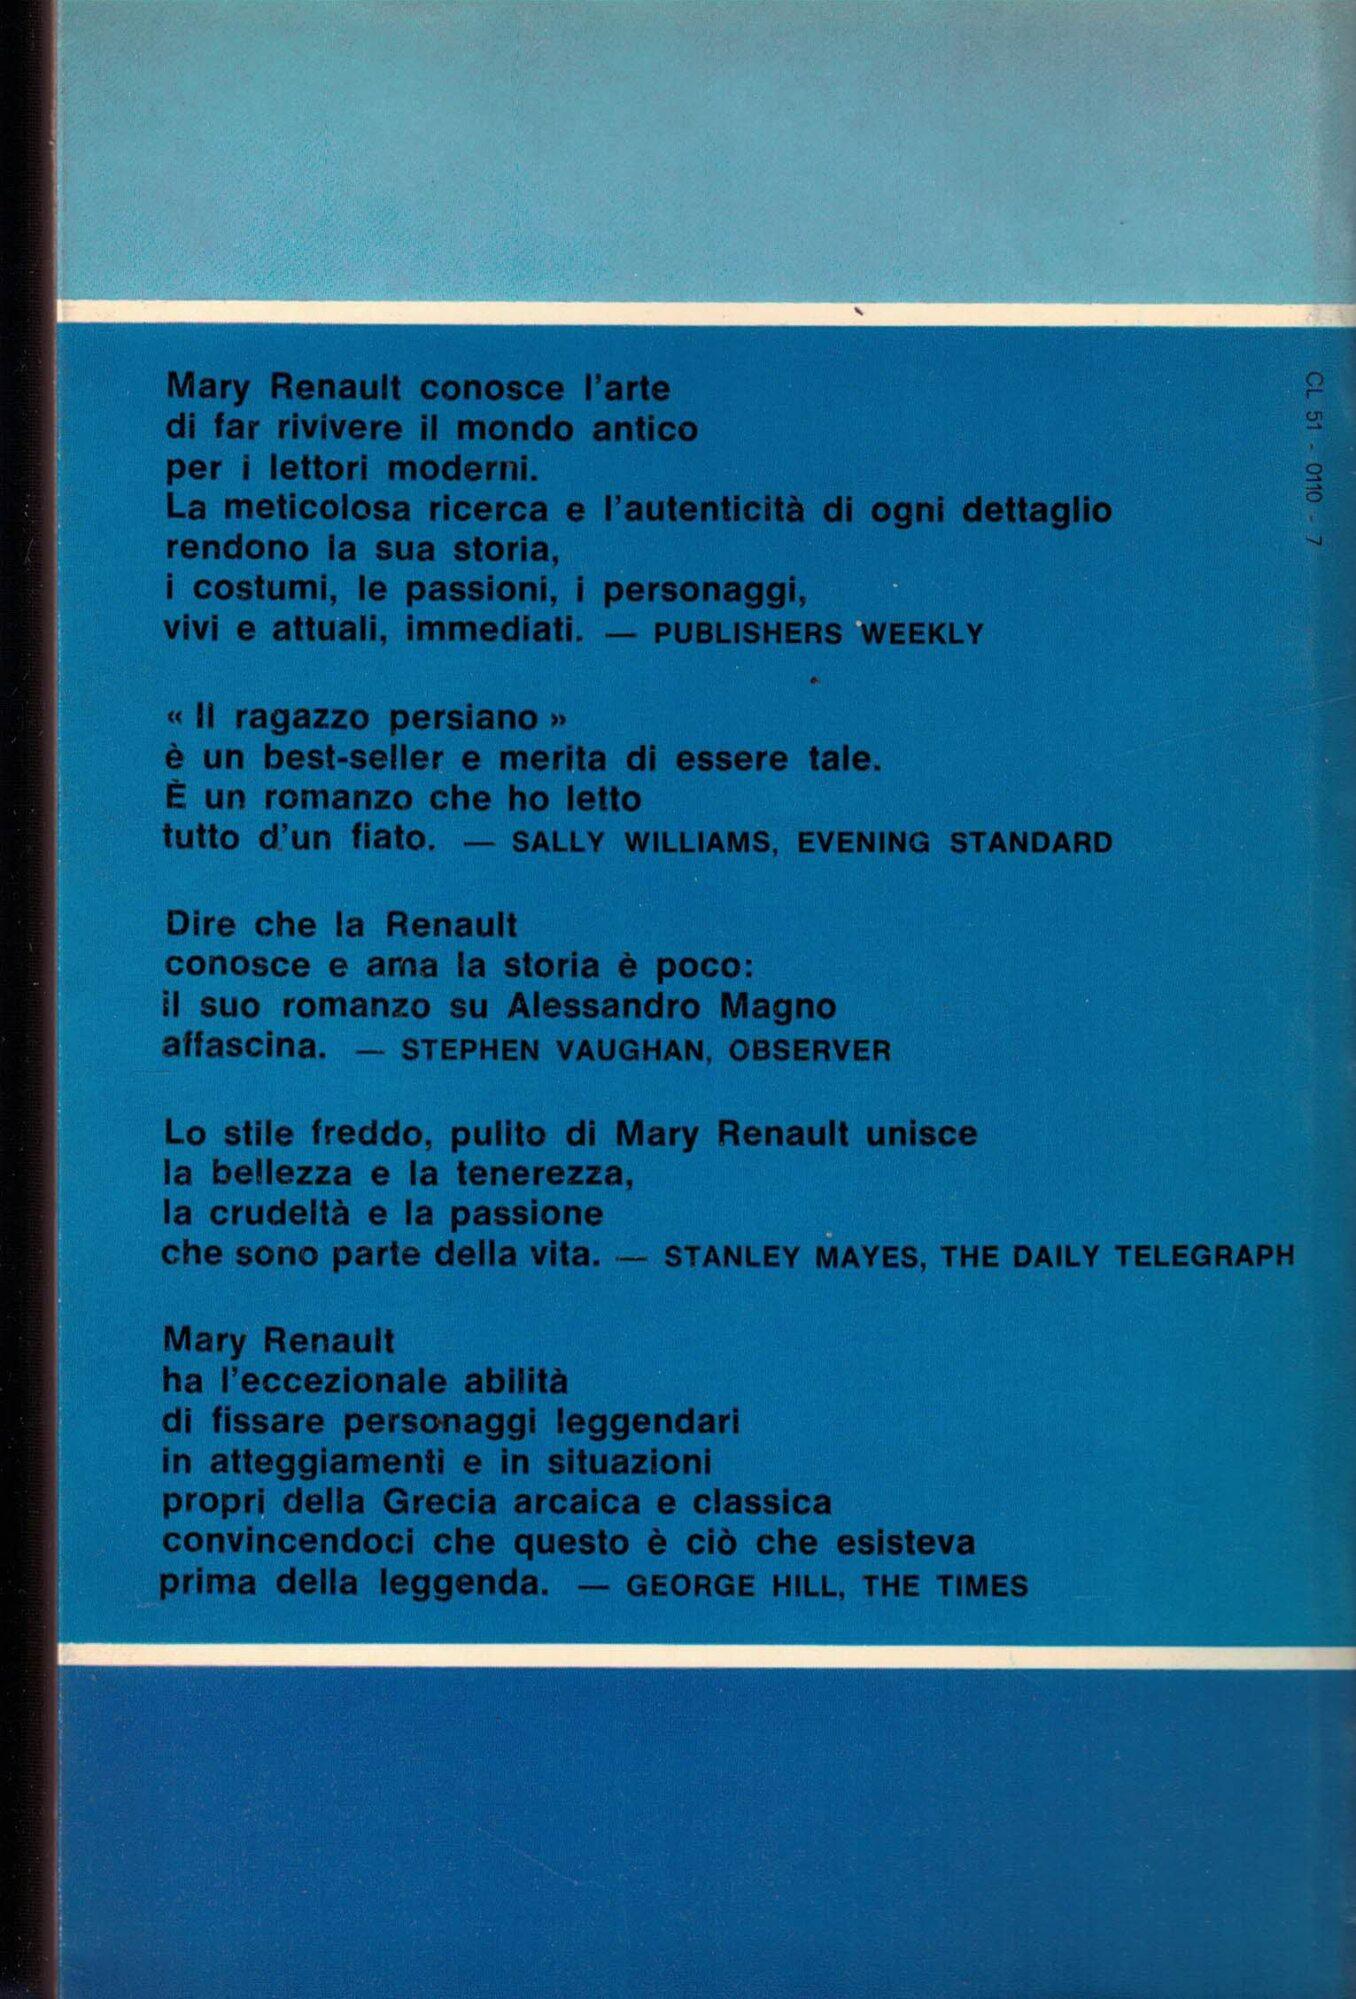 Mary Renault conosce l'arte
di far rivivere il mondo antico
per i lettori moderni.
La meticolosa ricerca e l'autenticità di ogni dettaglio
rendono la sua storia,
i costumi, le passioni, i personaggi,
vivi e attuali, immediati. — PUBLISHERS WEEKLY
« Il ragazzo persiano »
è un best-seller e merita di essere tale.
È un romanzo che ho letto
tutto d'un fiato. — SALLY WILLIAMS, EVENING STANDARD
Dire che la Renault
conosce e ama la storia è poco:
il suo romanzo su Alessandro Magno
affascina. — STEPHEN VAUGHAN, OBSERVER
Lo stile freddo, pulito di Mary Renault unisce
la bellezza e la tenerezza,
la crudeltà e la passione
che sono parte della vita. — STANLEY MAYES, THE DAILY TELEGRAPH
Mary Renault
ha l'eccezionale abilità
di fissare personaggi leggendari
in atteggiamenti e in situazioni
propri della Grecia arcaica e classica
convincendoci che questo è ciò che esisteva
prima della leggenda. — GEORGE HILL, THE TIMES
CL 51 - 0110 - 7